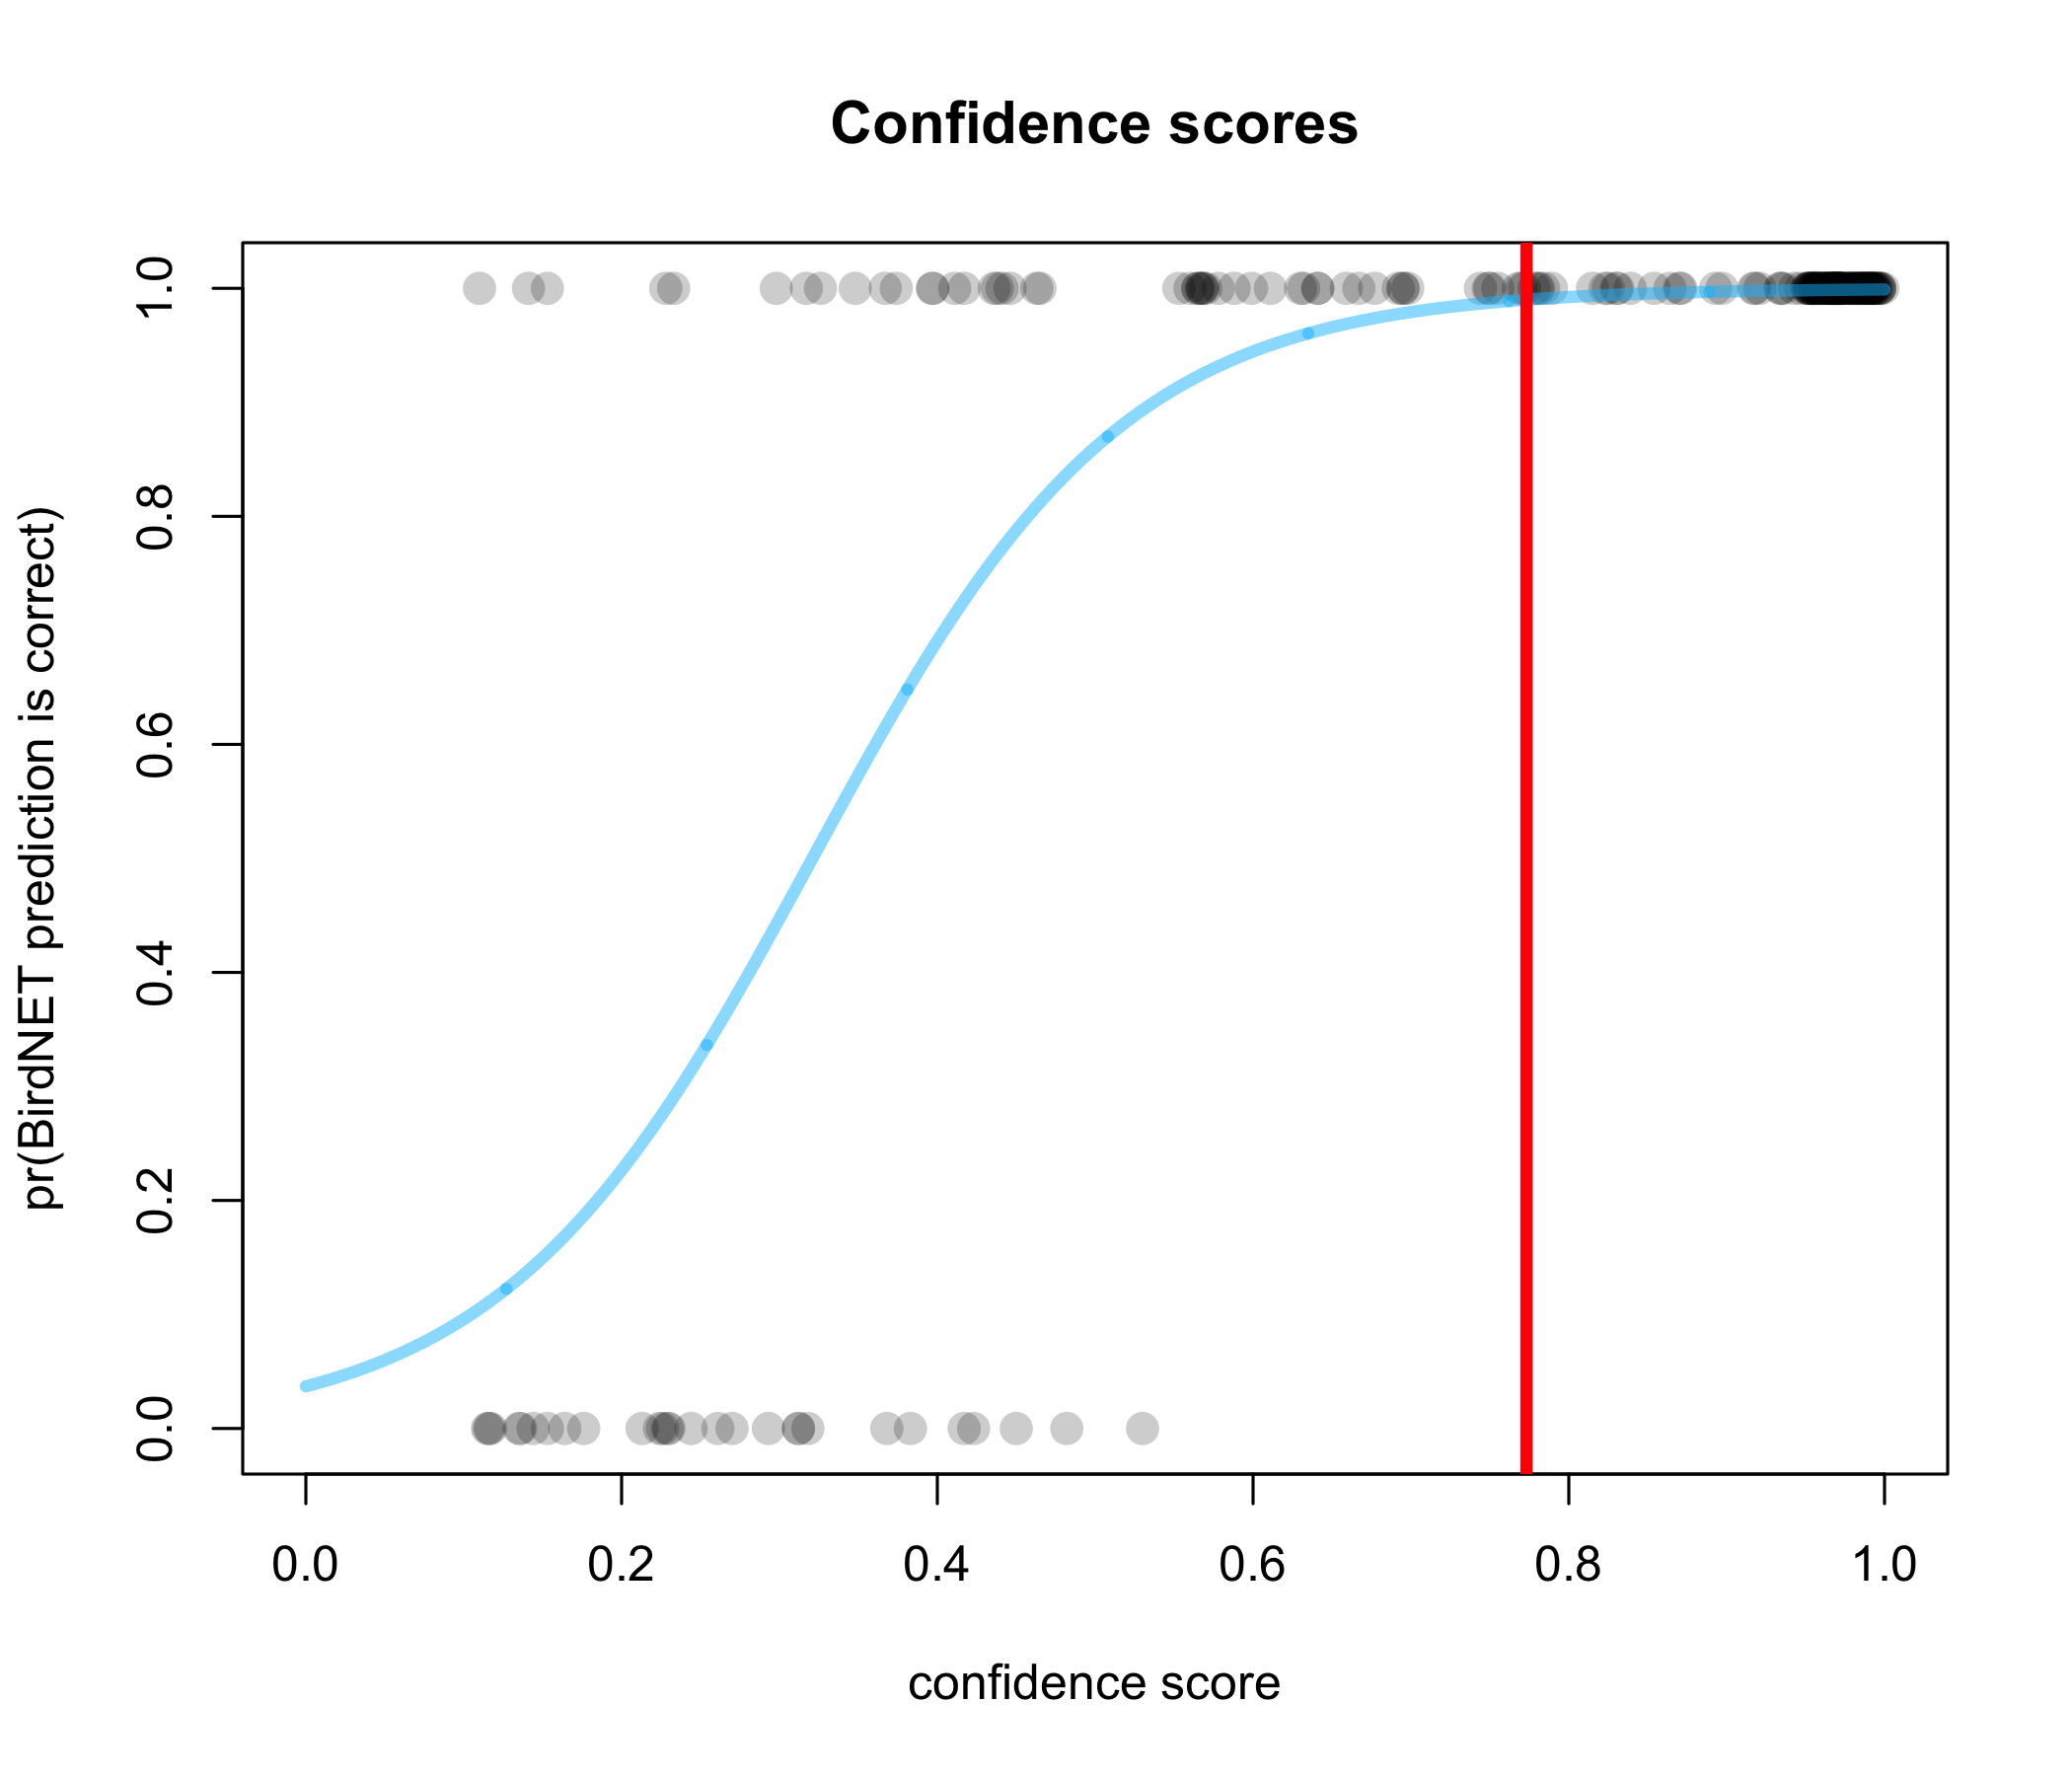 Confidence scores
pr(BirdNET prediction is correct)
1.0
0.8
0.6
0.4
0.2
0.0
0.0 0.2 0.4 0.6 0.8 1.0
confidence score